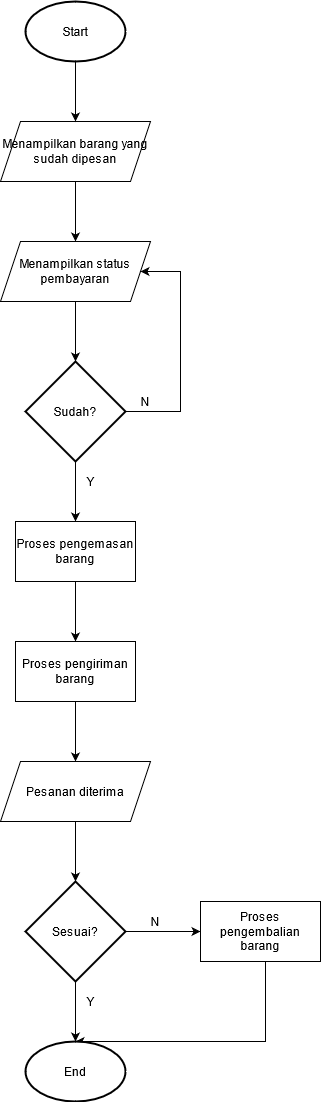 Start
Menampilkan barang yang
sudah dipesan
Menampilkan status
pembayaran
Sudah?
N
Y
Proses pengemasan
barang
Proses pengiriman
barang
Pesanan diterima
Sesuai?
N
Proses
pengembalian
barang
Y
End